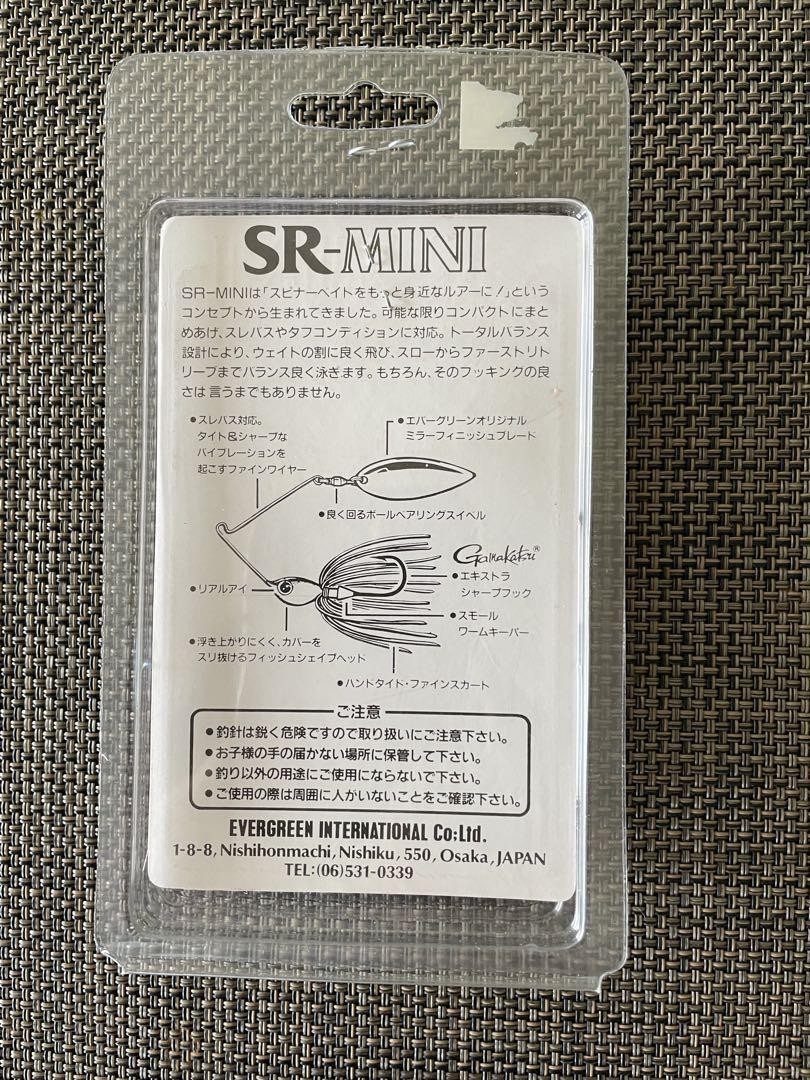 SR-MINI
SR-MINIは「スピナーベイトをもっと身近なルアーに!」という
コンセプトから生まれてきました。可能な限りコンパクトにまと
めあげ、スレバスやタフコンディションに対応。トータルバランス
設計により、ウェイトの割に良く飛び、スローからファーストリト
リーブまでバランス良く泳ぎます。もちろん、そのフッキングの良
さは言うまでもありません。
●スレバス対応。
タイト&シャープな
バイブレーションを
起こすファインワイヤー
●エバーグリーンオリジナル
ミラーフィニッシュブレード
●良く回るボールベアリングスイベル
Gamakatsu®
●エキストラ
シャープフック
●リアルアイ
●スモール
ワームキーパー
●浮き上がりにくく、カバーを
スリ抜けるフィッシュシェイプヘッド
●ハンドタイド・ファインスカート
ご注意
●釣針は鋭く危険ですので取り扱いにご注意下さい。
●お子様の手の届かない場所に保管して下さい。
●釣り以外の用途にご使用にならないで下さい。
●ご使用の際は周囲に人がいないことをご確認下さい。
EVERGREEN INTERNATIONAL Co:Ltd.
1-8-8, Nishihonmachi, Nishiku, 550, Osaka, JAPAN
TEL:(06)531-0339